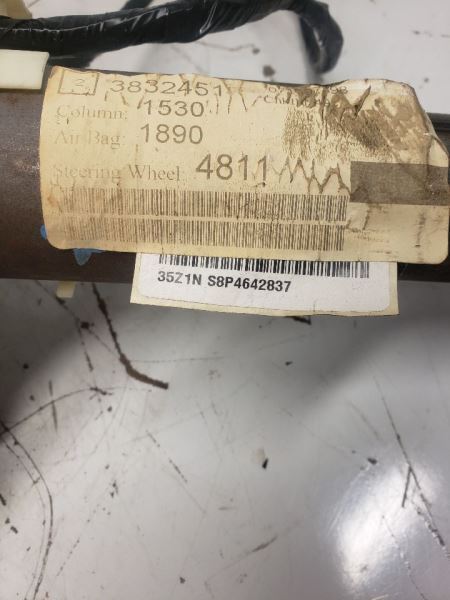 3832451
Column: 1530
Air Bag: 1890
Steering Wheel: 4811
35Z1N S8P4642837